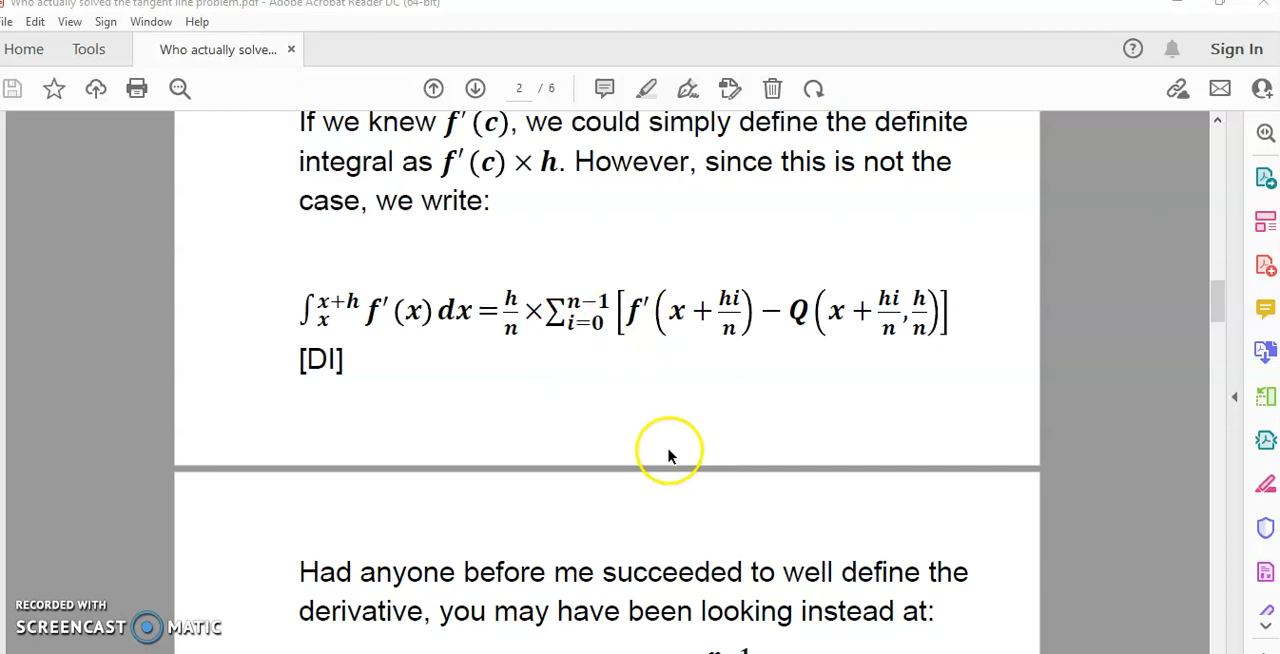 Who actually solved the tangent line problem.pdf - Adobe Acrobat Reader DC (64-bit)
File Edit View Sign Window Help
Home Tools Who actually solve... × Sign In
2 / 6
If we knew f′(c), we could simply define the definite
integral as f′(c) × h. However, since this is not the
case, we write:
∫ₓˣ⁺ʰ f′(x) dx = h/n × ∑ᵢ₌₀ⁿ⁻¹ [f′(x + hi/n) − Q(x + hi/n, h/n)]
[DI]
Had anyone before me succeeded to well define the
derivative, you may have been looking instead at:
RECORDED WITH
SCREENCAST MATIC